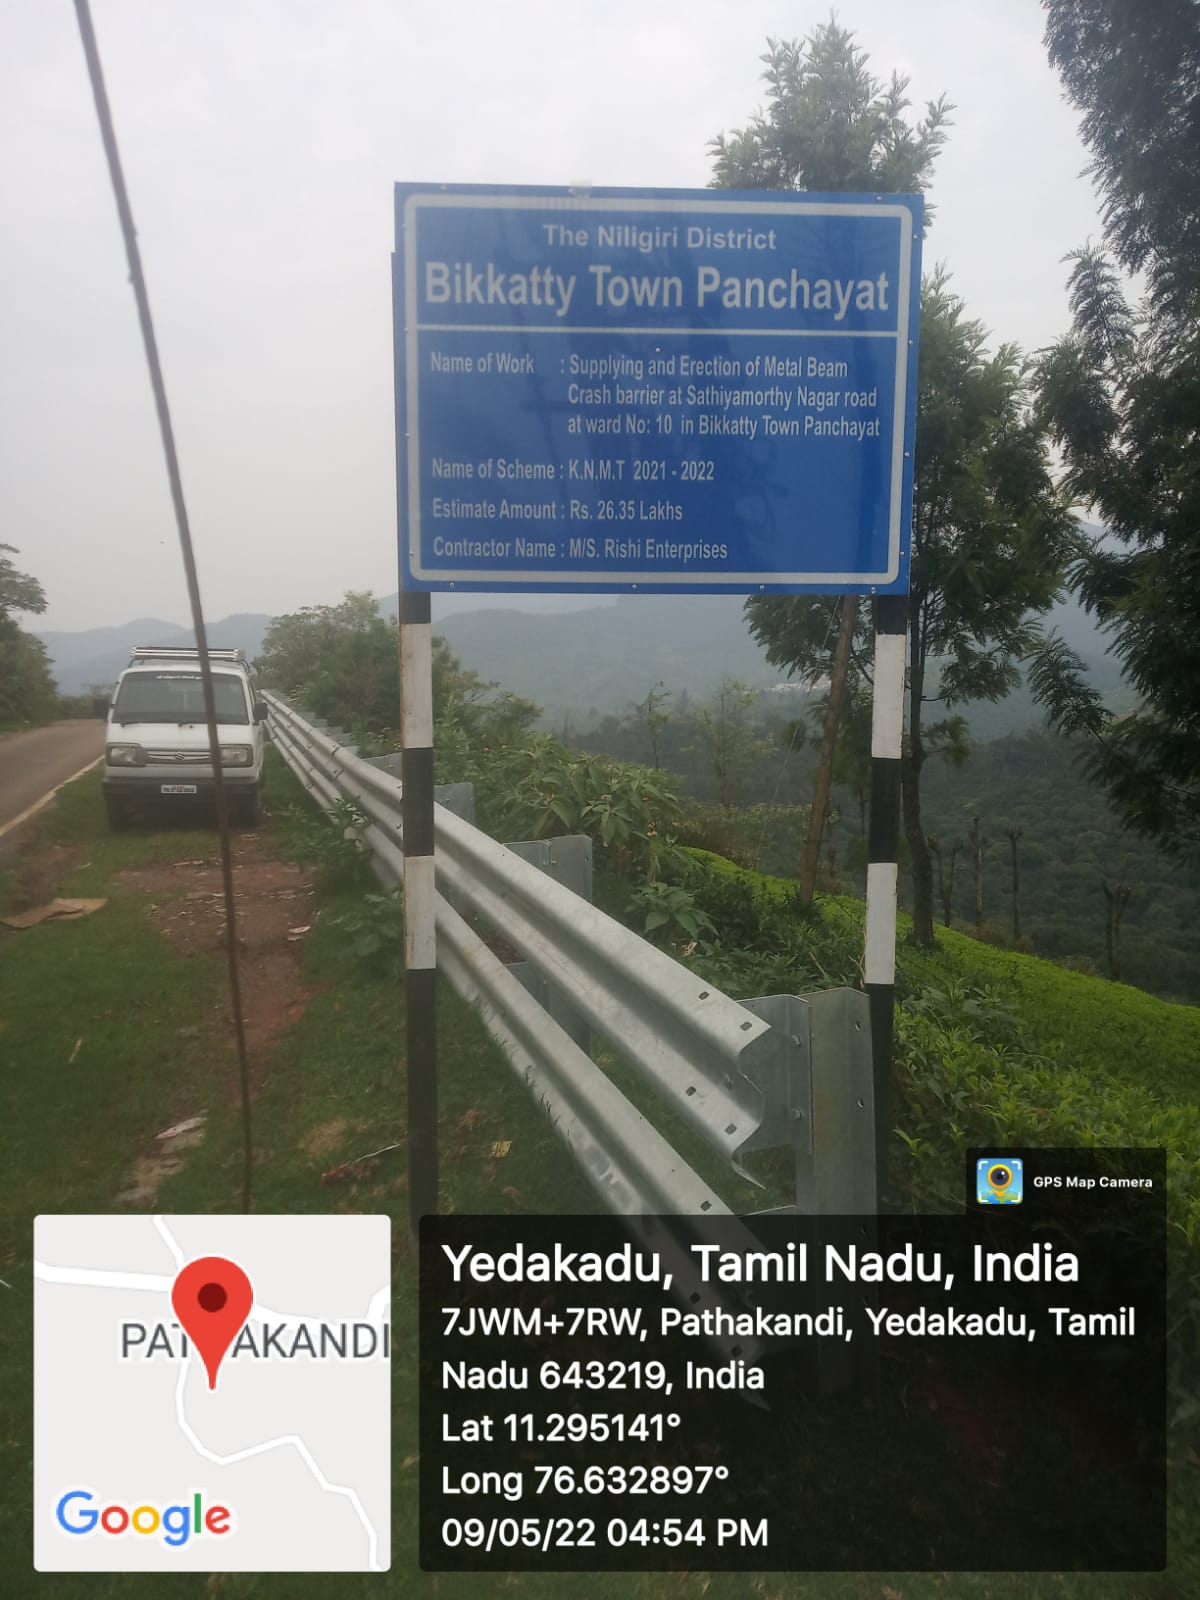 The Niligiri District
Bikkatty Town Panchayat
Name of Work : Supplying and Erection of Metal Beam
Crash barrier at Sathiyamorthy Nagar road
at ward No: 10 in Bikkatty Town Panchayat
Name of Scheme : K.N.M.T 2021 - 2022
Estimate Amount : Rs. 26.35 Lakhs
Contractor Name : M/S. Rishi Enterprises
GPS Map Camera
PATHAKANDI
Google
Yedakadu, Tamil Nadu, India
7JWM+7RW, Pathakandi, Yedakadu, Tamil
Nadu 643219, India
Lat 11.295141°
Long 76.632897°
09/05/22 04:54 PM